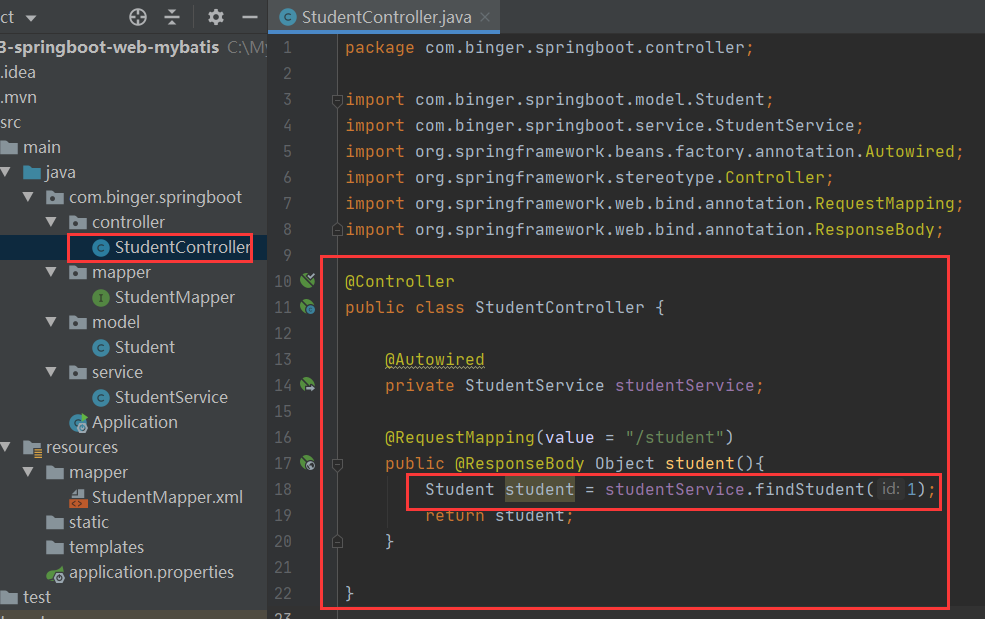 ct
3-springboot-web-mybatis C:\My
.idea
.mvn
src
main
java
com.binger.springboot
controller
StudentController
mapper
StudentMapper
model
Student
service
StudentService
Application
resources
mapper
StudentMapper.xml
static
templates
application.properties
test
StudentController.java
1 package com.binger.springboot.controller;
2
3 import com.binger.springboot.model.Student;
4 import com.binger.springboot.service.StudentService;
5 import org.springframework.beans.factory.annotation.Autowired;
6 import org.springframework.stereotype.Controller;
7 import org.springframework.web.bind.annotation.RequestMapping;
8 import org.springframework.web.bind.annotation.ResponseBody;
9
10 @Controller
11 public class StudentController {
12
13 @Autowired
14 private StudentService studentService;
15
16 @RequestMapping(value = "/student")
17 public @ResponseBody Object student(){
18 Student student = studentService.findStudent( id: 1);
19 return student;
20 }
21
22 }
23